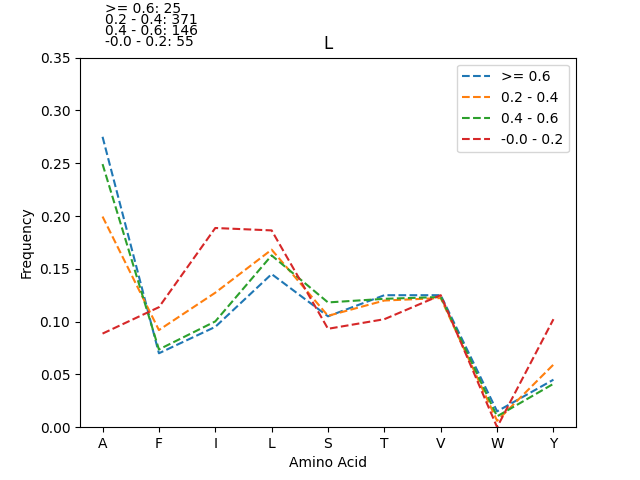 >= 0.6: 25
0.2 - 0.4: 371
0.4 - 0.6: 146
-0.0 - 0.2: 55
L
0.35
0.30
0.25
0.20
0.15
0.10
0.05
0.00
Frequency
>= 0.6
0.2 - 0.4
0.4 - 0.6
-0.0 - 0.2
A F I L S T V W Y
Amino Acid